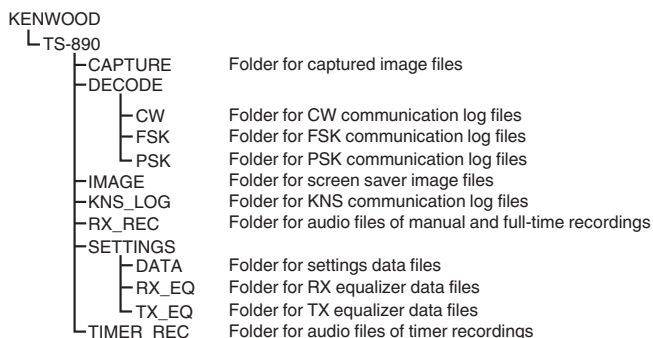 KENWOOD
TS-890
CAPTURE Folder for captured image files
DECODE
CW Folder for CW communication log files
FSK Folder for FSK communication log files
PSK Folder for PSK communication log files
IMAGE Folder for screen saver image files
KNS_LOG Folder for KNS communication log files
RX_REC Folder for audio files of manual and full-time recordings
SETTINGS
DATA Folder for settings data files
RX_EQ Folder for RX equalizer data files
TX_EQ Folder for TX equalizer data files
TIMER_REC Folder for audio files of timer recordings